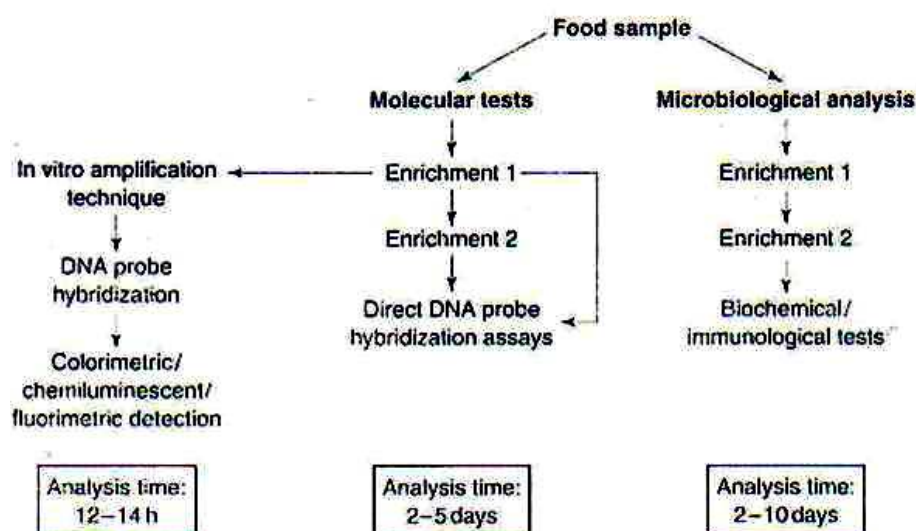 Food sample
Molecular tests
Microbiological analysis
In vitro amplification
technique
Enrichment 1
Enrichment 1
Enrichment 2
Enrichment 2
DNA probe
hybridization
Direct DNA probe
hybridization assays
Biochemical/
immunological tests
Colorimetric/
chemiluminescent/
fluorimetric detection
Analysis time:
12–14 h
Analysis time:
2–5 days
Analysis time:
2–10 days